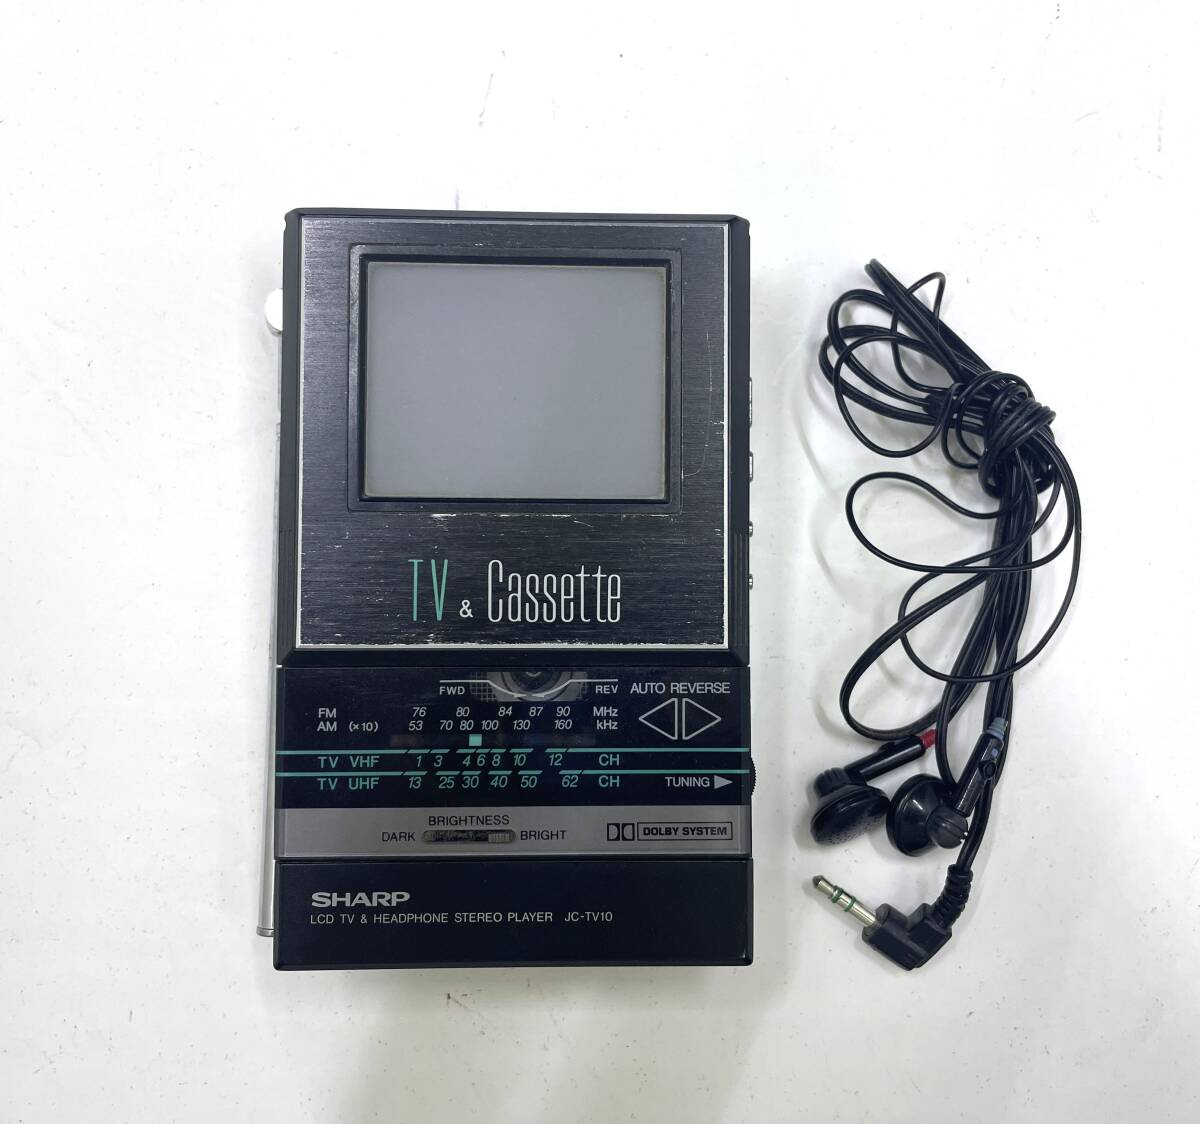 TV & Cassette
FWD REV AUTO REVERSE
FM 76 80 84 87 90 MHz
AM (×10) 53 70 80 100 130 160 kHz
TV VHF 1 3 4 6 8 10 12 CH
TV UHF 13 25 30 40 50 62 CH TUNING
BRIGHTNESS
DARK BRIGHT DOLBY SYSTEM
SHARP
LCD TV & HEADPHONE STEREO PLAYER JC-TV10